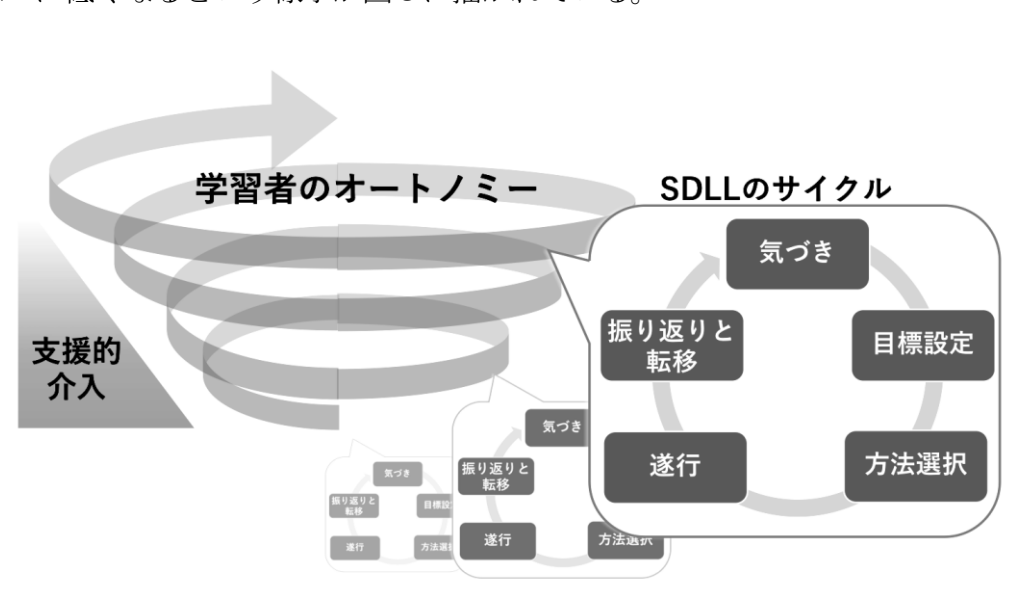 学習者のオートノミー
SDLLのサイクル
気づき
振り返りと
転移
目標設定
遂行
方法選択
支援的
介入
気づき
振り返りと
転移
遂行
方法選択
気づき
振り返りと
転移
目標設
遂行
方法選